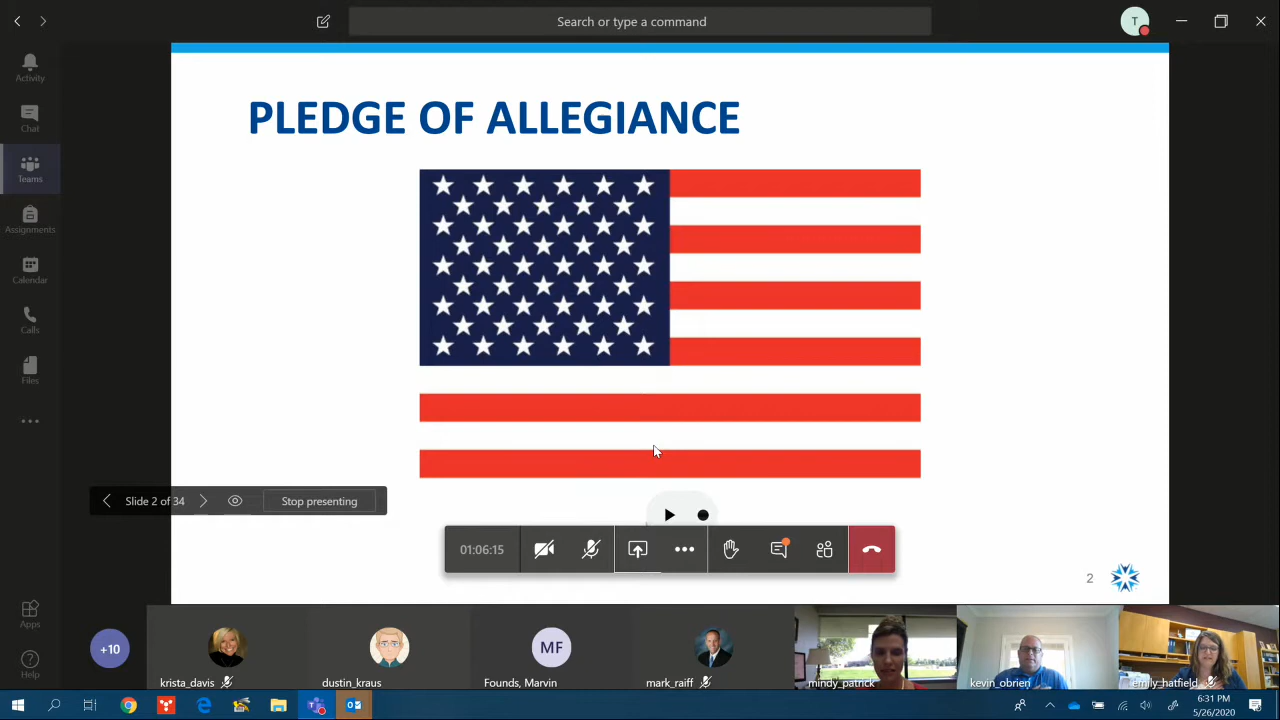 Search or type a command
T
Activity
Chat
Teams
Assignments
Calendar
Calls
Files
Apps
Help
PLEDGE OF ALLEGIANCE
Slide 2 of 34
Stop presenting
01:06:15
2
+10
krista_davis
dustin_kraus
MF
Founds, Marvin
mark_raiff
mindy_patrick
kevin_obrien
emily_hatfield
6:31 PM
5/26/2020